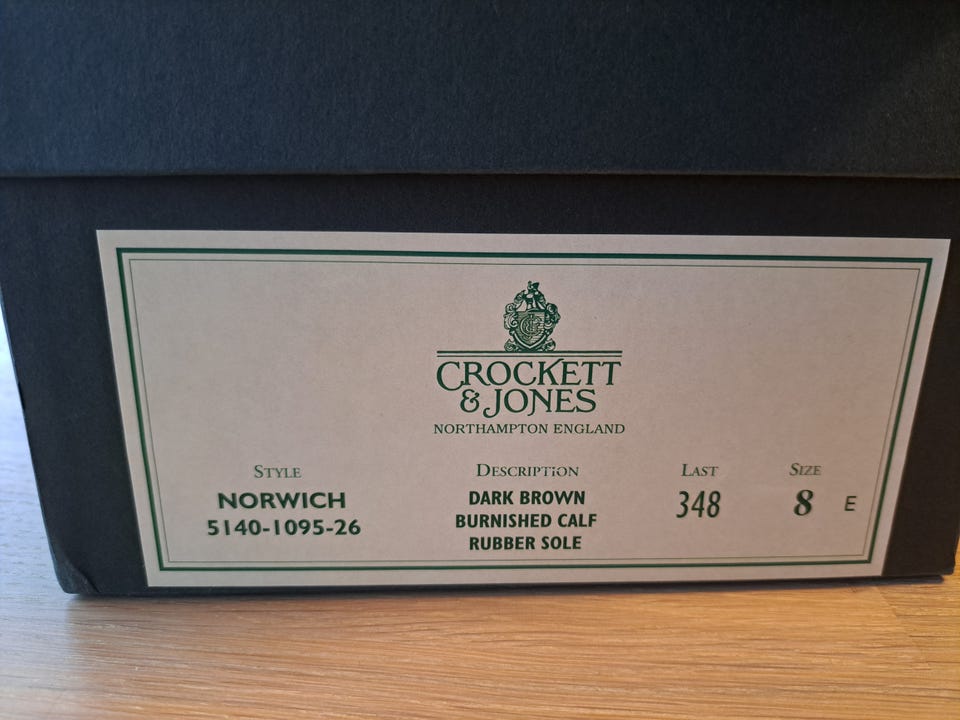 CROCKETT
& JONES
NORTHAMPTON ENGLAND
STYLE
NORWICH
5140-1095-26
DESCRIPTION
DARK BROWN
BURNISHED CALF
RUBBER SOLE
LAST
348
SIZE
8 E